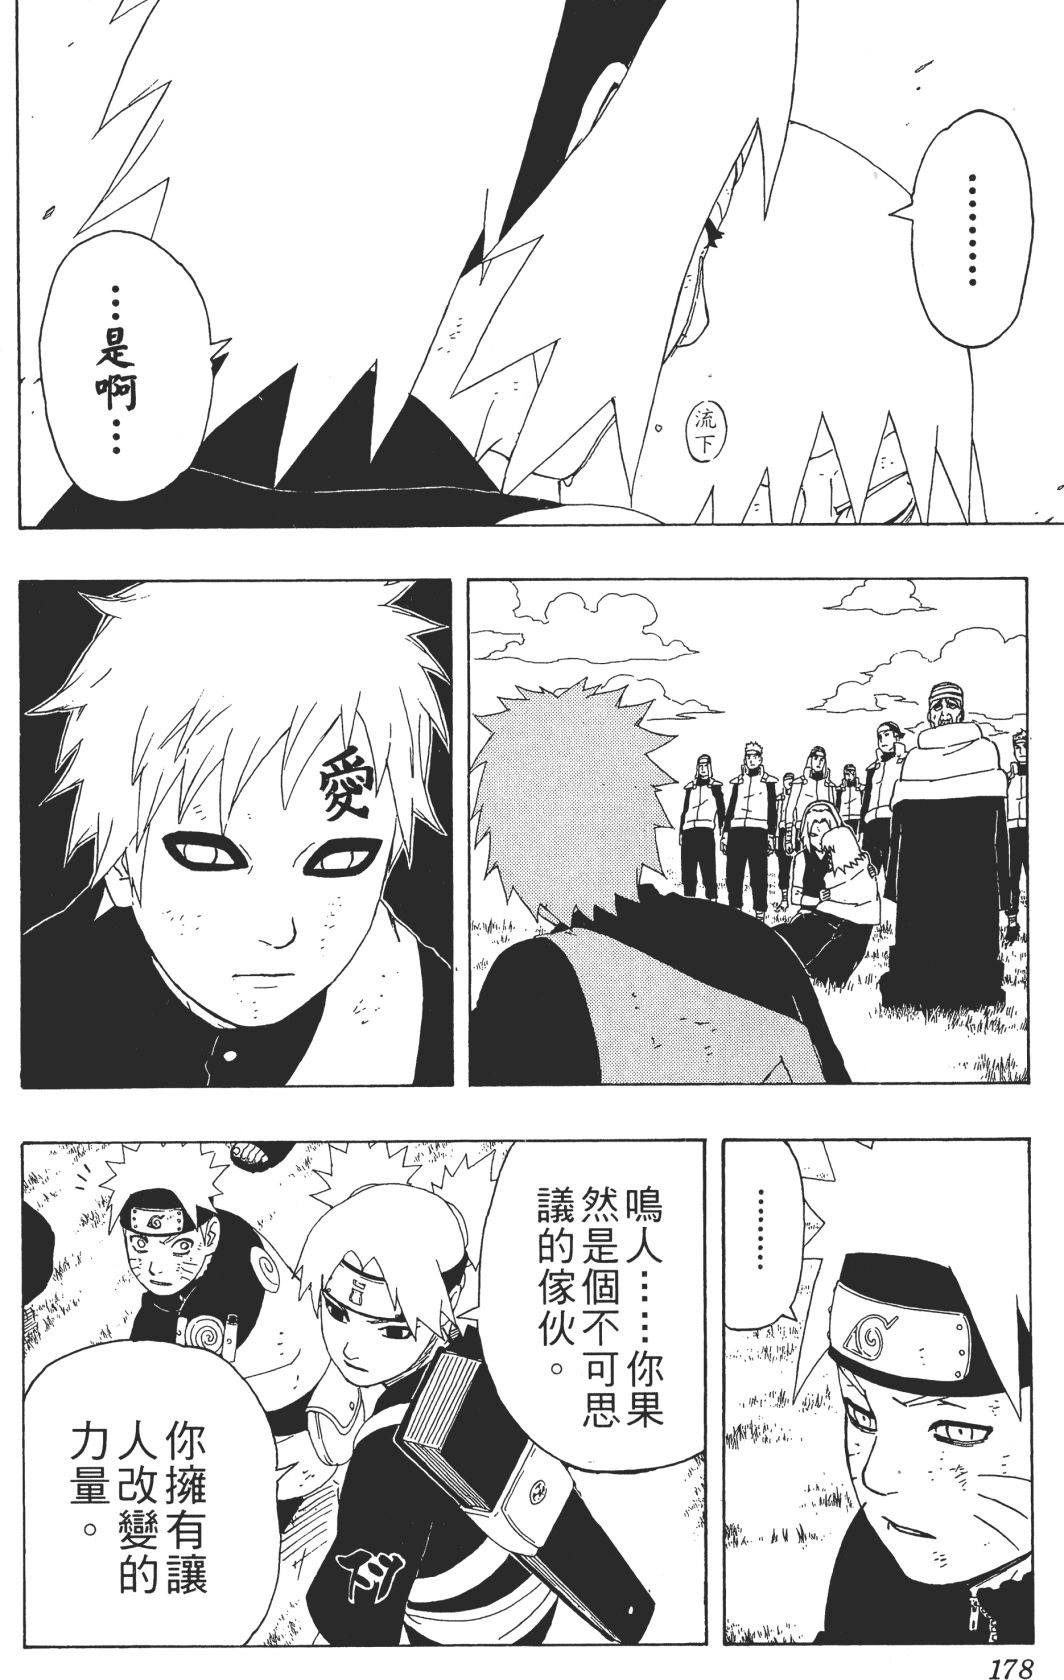 ………
流
下
…是啊…
愛
………
鳴人……你果
然是個不可思
議的傢伙。
你擁有讓
人改變的
力量。
178